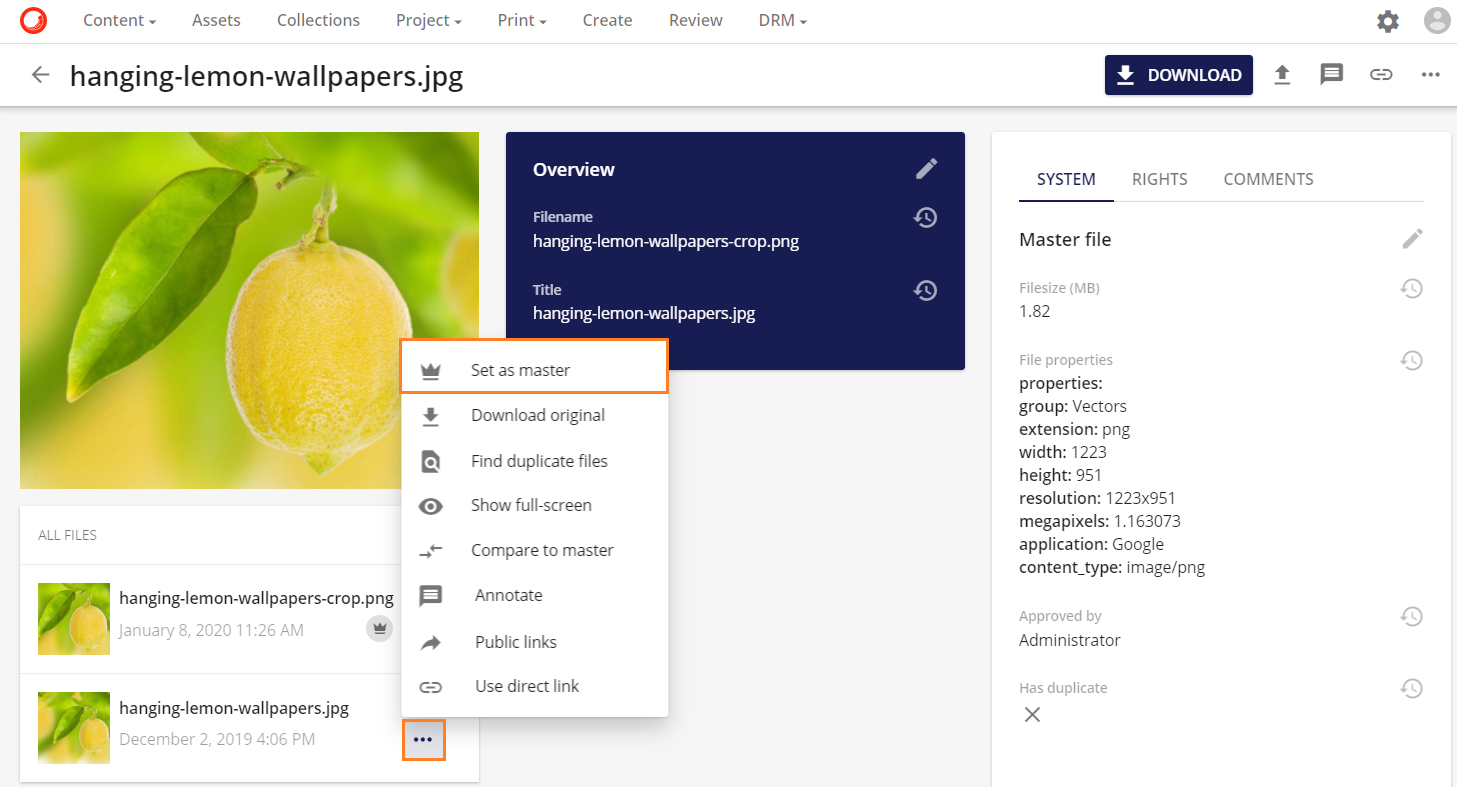 Content
Assets
Collections
Project
Print
Create
Review
DRM
hanging-lemon-wallpapers.jpg
DOWNLOAD
Overview
Filename
hanging-lemon-wallpapers-crop.png
Title
hanging-lemon-wallpapers.jpg
Set as master
Download original
Find duplicate files
Show full-screen
Compare to master
Annotate
Public links
Use direct link
ALL FILES
hanging-lemon-wallpapers-crop.png
January 8, 2020 11:26 AM
hanging-lemon-wallpapers.jpg
December 2, 2019 4:06 PM
SYSTEM
RIGHTS
COMMENTS
Master file
Filesize (MB)
1.82
File properties
properties:
group: Vectors
extension: png
width: 1223
height: 951
resolution: 1223x951
megapixels: 1.163073
application: Google
content_type: image/png
Approved by
Administrator
Has duplicate